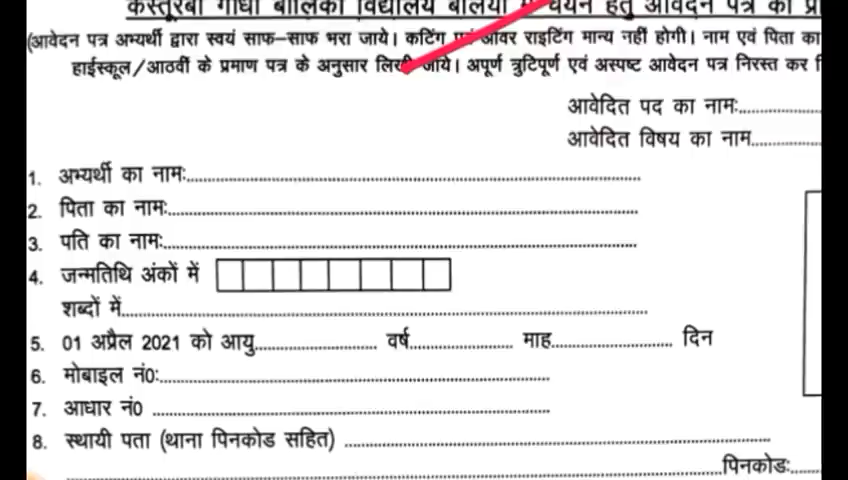 कस्तूरबा गांधी बालिका विद्यालय बलिया में चयन हेतु आवेदन पत्र का
(आवेदन पत्र अभ्यर्थी द्वारा स्वयं साफ–साफ भरा जाये। कटिंग एवं ओवर राइटिंग मान्य नहीं होगी। नाम एवं पिता का
हाईस्कूल/आठवीं के प्रमाण पत्र के अनुसार लिखी जाये। अपूर्ण त्रुटिपूर्ण एवं अस्पष्ट आवेदन पत्र निरस्त कर
आवेदित पद का नामः..............
आवेदित विषय का नाम............
1. अभ्यर्थी का नामः..............................
2. पिता का नामः..............................
3. पति का नामः..............................
4. जन्मतिथि अंकों में
शब्दों में..............................
5. 01 अप्रैल 2021 को आयु.................... वर्ष.................... माह.................... दिन
6. मोबाइल नं0ः..............................
7. आधार नं0 ..............................
8. स्थायी पता (थाना पिनकोड सहित) ..............................
..............................पिनकोडः......